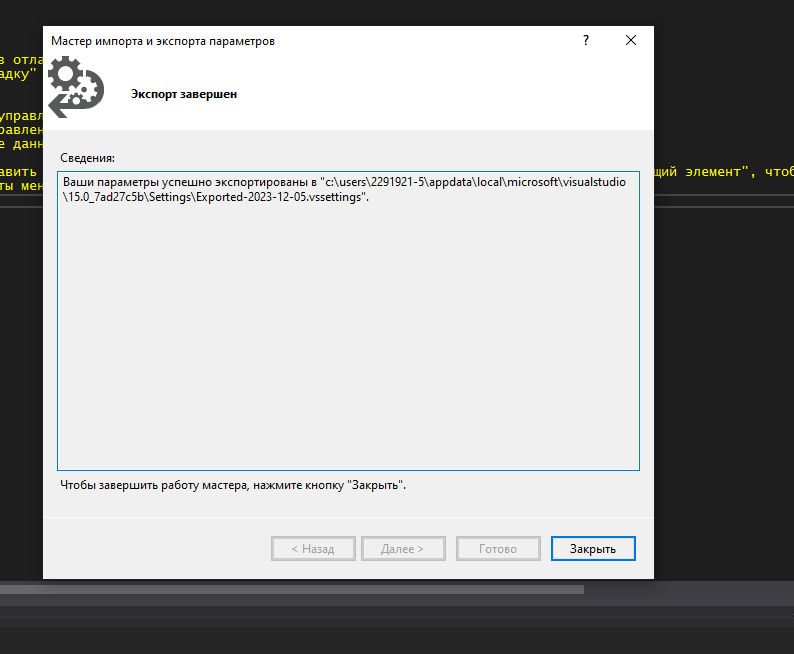 Мастер импорта и экспорта параметров
?
Экспорт завершен
Сведения:
Ваши параметры успешно экспортированы в "c:\users\2291921-5\appdata\local\microsoft\visualstudio
\15.0_7ad27c5b\Settings\Exported-2023-12-05.vssettings".
в отла
адку"
управл
равлен
е данн
авить
щий элемент", чтоб
ты мен
Чтобы завершить работу мастера, нажмите кнопку "Закрыть".
< Назад
Далее >
Готово
Закрыть